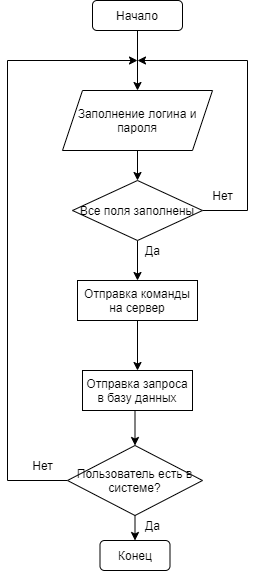 Начало
Заполнение логина и
пароля
Все поля заполнены
Нет
Да
Отправка команды
на сервер
Отправка запроса
в базу данных
Пользователь есть в
системе?
Нет
Да
Конец